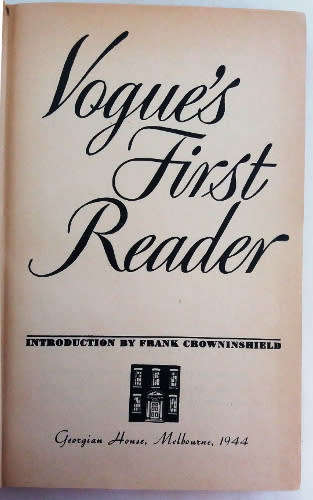 Vogue's
First
Reader
INTRODUCTION BY FRANK CROWNINSHIELD
Georgian House, Melbourne, 1944